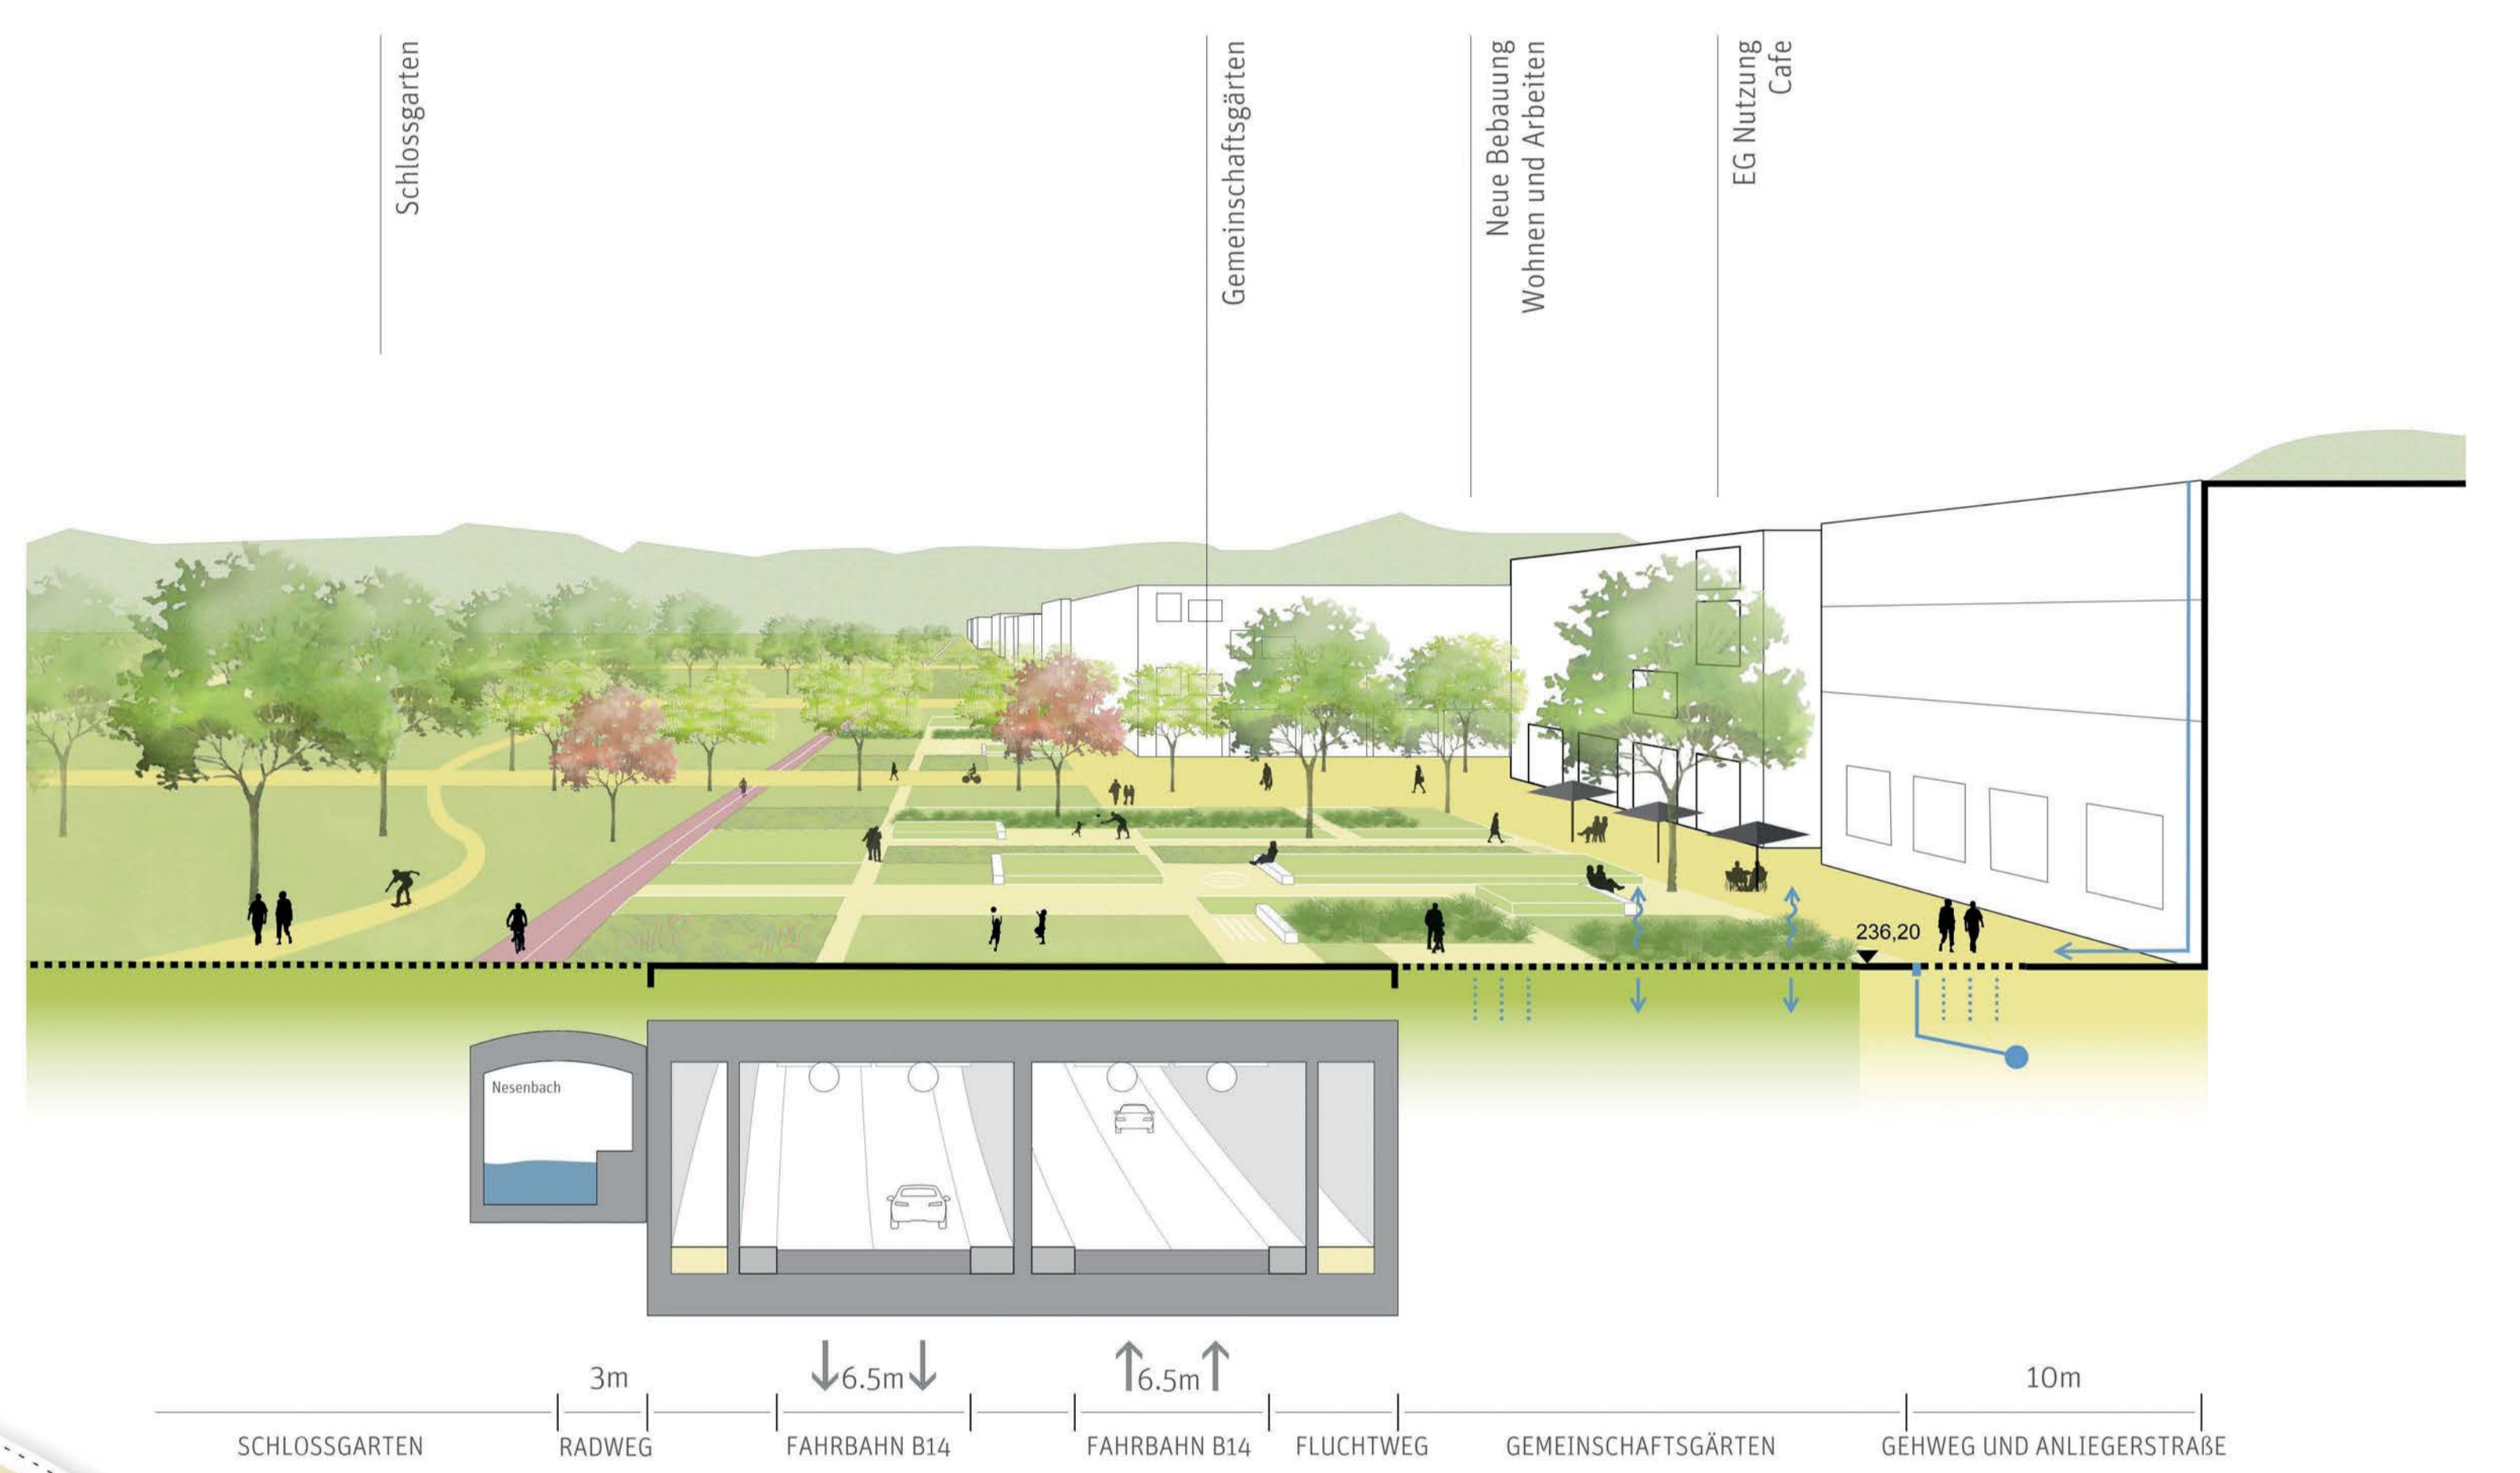 Schlossgarten
Gemeinschaftsgärten
Neue Bebauung
Wohnen und Arbeiten
EG Nutzung
Cafe
236,20
Nesenbach
3m
6.5m
6.5m
10m
SCHLOSSGARTEN
RADWEG
FAHRBAHN B14
FAHRBAHN B14
FLUCHTWEG
GEMEINSCHAFTSGÄRTEN
GEHWEG UND ANLIEGERSTRAßE